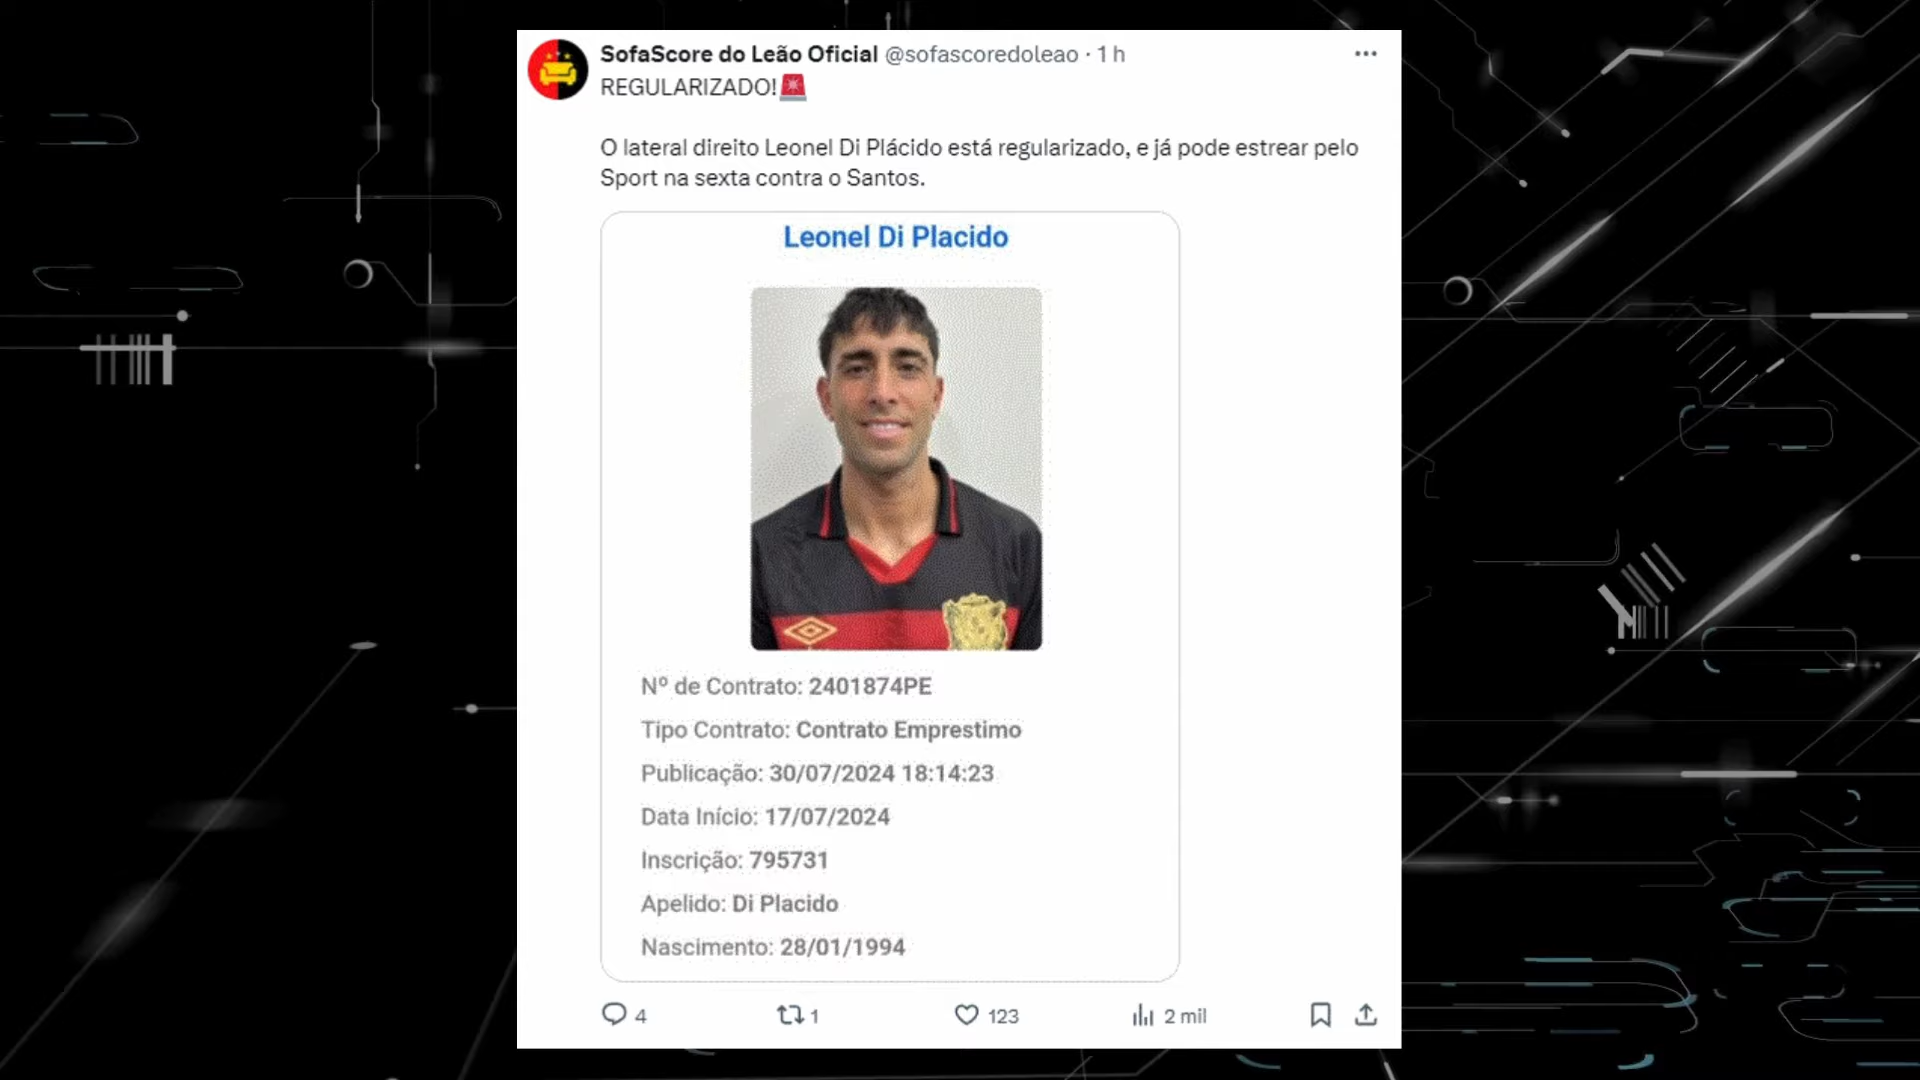 SofaScore do Leão Oficial @sofascoredoleao · 1 h
REGULARIZADO!🚨
O lateral direito Leonel Di Plácido está regularizado, e já pode estrear pelo
Sport na sexta contra o Santos.
Leonel Di Placido
Nº de Contrato: 2401874PE
Tipo Contrato: Contrato Emprestimo
Publicação: 30/07/2024 18:14:23
Data Início: 17/07/2024
Inscrição: 795731
Apelido: Di Placido
Nascimento: 28/01/1994
4 1 123 2 mil